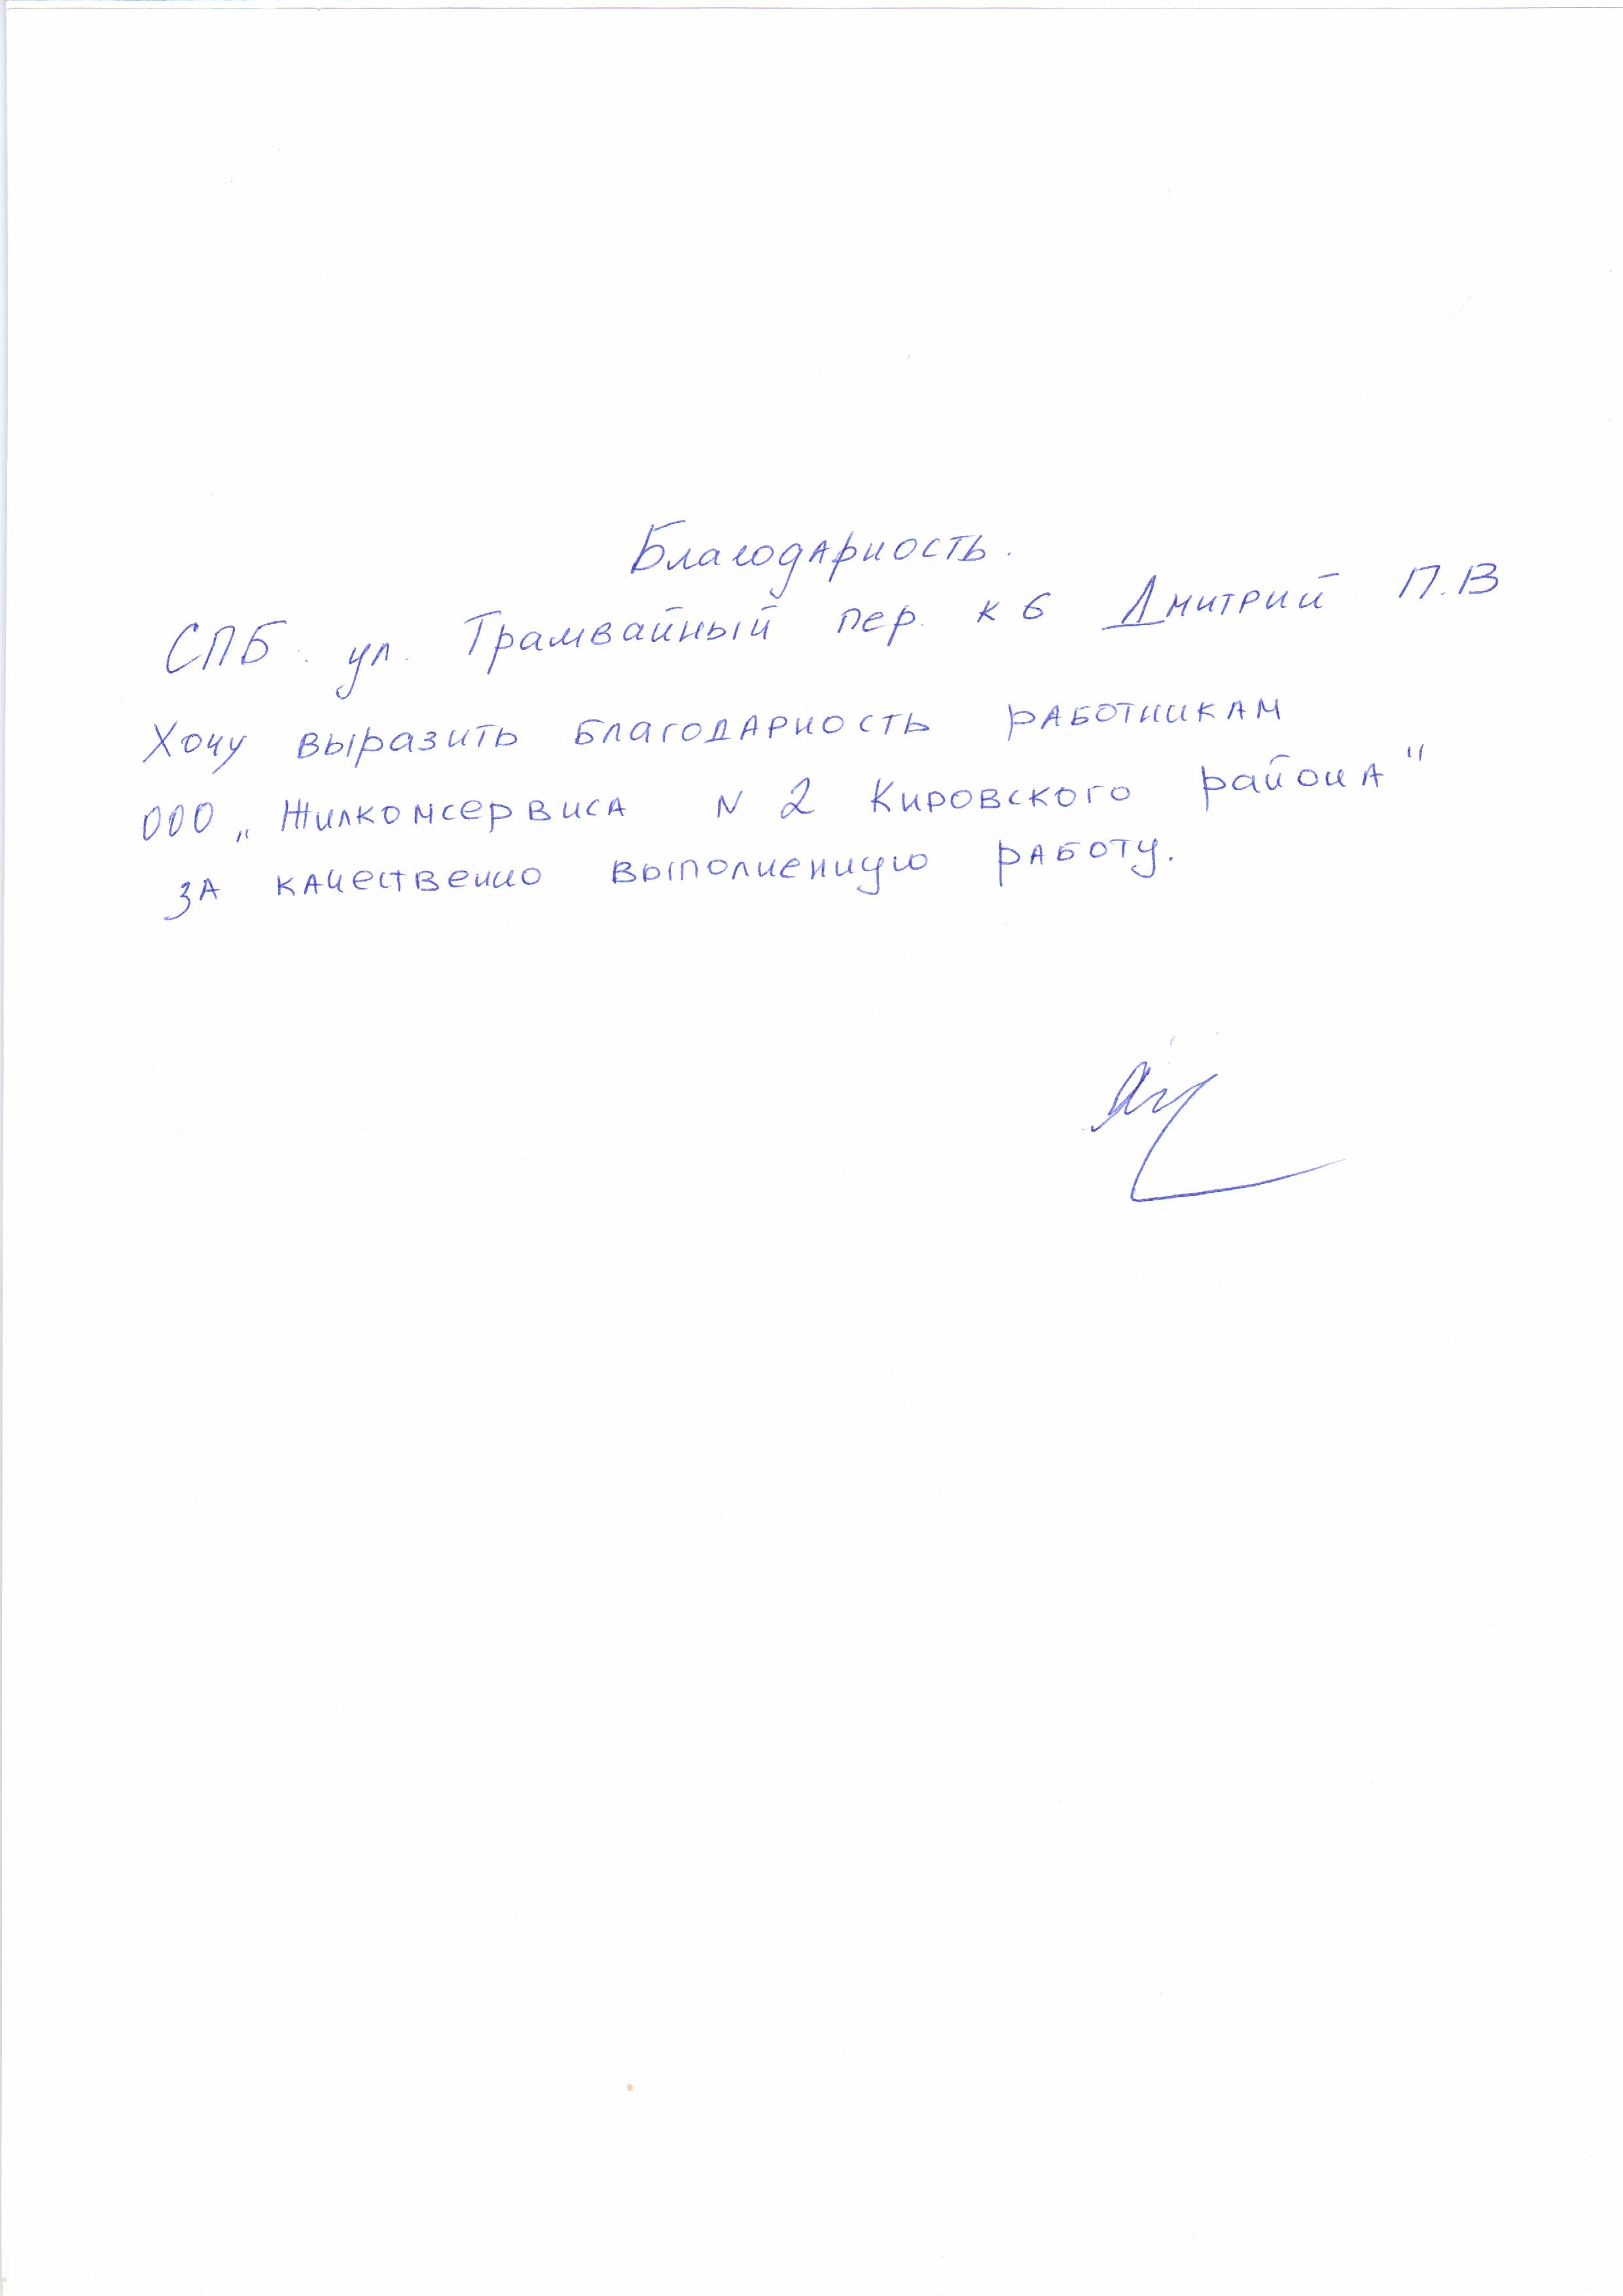 Благодарность.
СПБ. ул. Трамвайный пер. к 6 Дмитрий П.В
Хочу выразить благодарность работникам
ООО „Жилкомсервиса N 2 Кировского района"
за качественно выполненную работу.